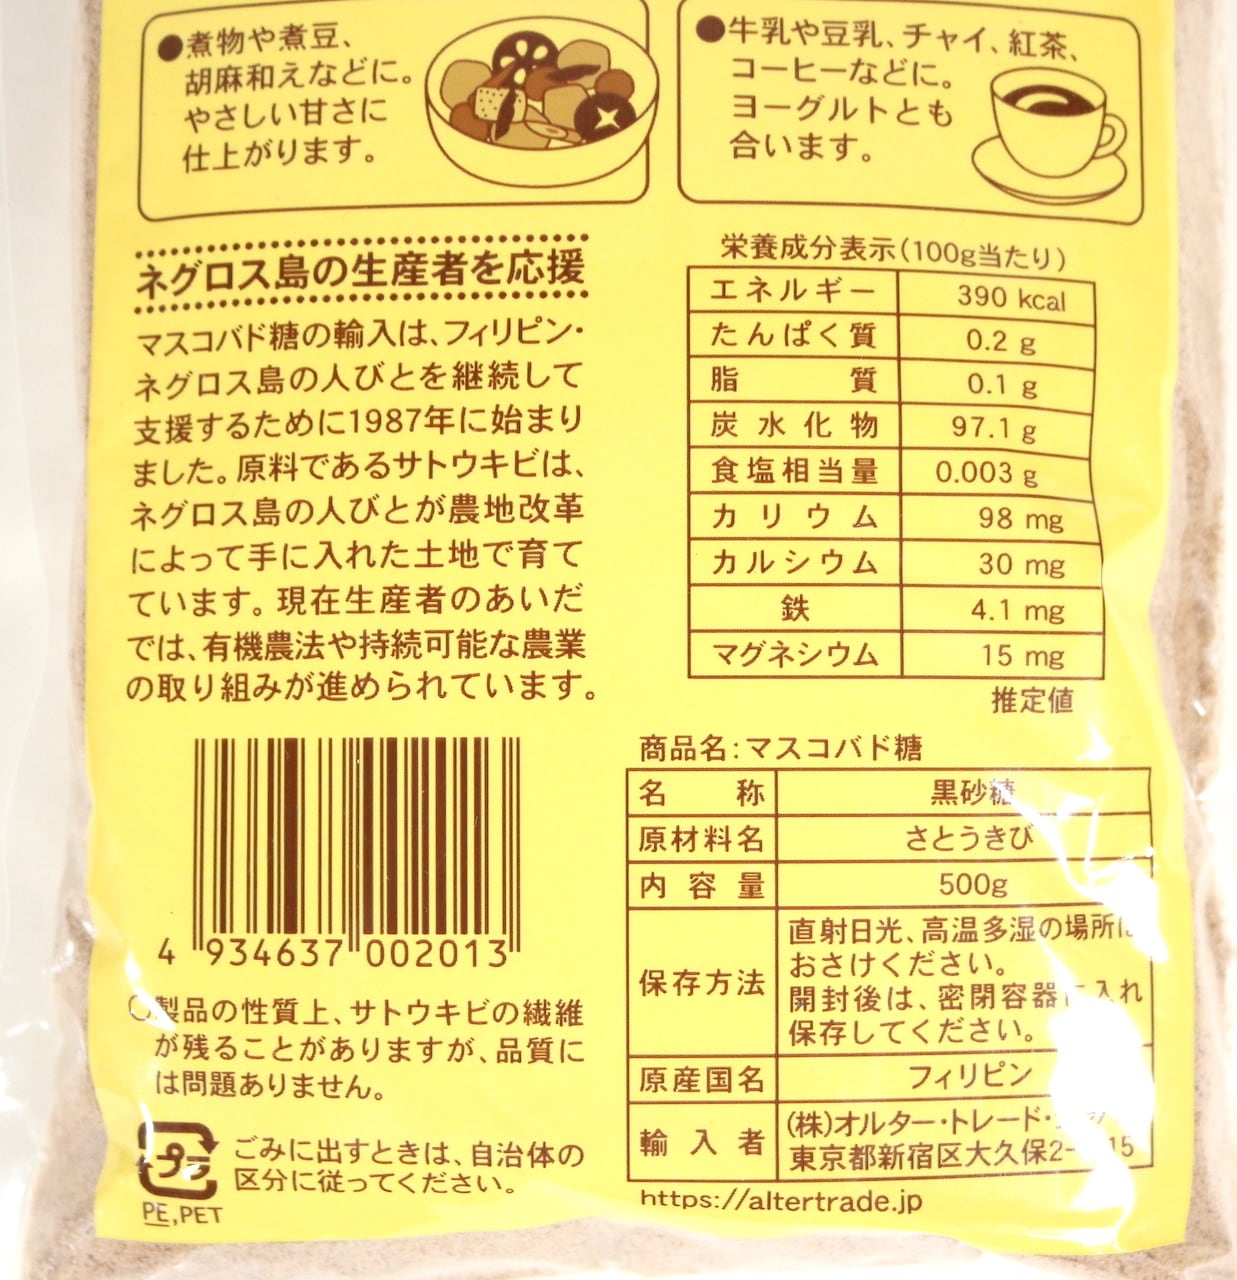 ●煮物や煮豆、
胡麻和えなどに。
やさしい甘さに
仕上がります。
●牛乳や豆乳、チャイ、紅茶、
コーヒーなどに。
ヨーグルトとも
合います。
ネグロス島の生産者を応援
マスコバド糖の輸入は、フィリピン・
ネグロス島の人びとを継続して
支援するために1987年に始まり
ました。原料であるサトウキビは、
ネグロス島の人びとが農地改革
によって手に入れた土地で育て
ています。現在生産者のあいだ
では、有機農法や持続可能な農業
の取り組みが進められています。
栄養成分表示(100g当たり)
エネルギー 390 kcal
たんぱく質 0.2 g
脂質 0.1 g
炭水化物 97.1 g
食塩相当量 0.003 g
カリウム 98 mg
カルシウム 30 mg
鉄 4.1 mg
マグネシウム 15 mg
推定値
4 934637 002013
○製品の性質上、サトウキビの繊維
が残ることがありますが、品質に
は問題ありません。
プラ
ごみに出すときは、自治体の
区分に従ってください。
PE,PET
商品名:マスコバド糖
名称 黒砂糖
原材料名 さとうきび
内容量 500g
保存方法 直射日光、高温多湿の場所は
おさけください。
開封後は、密閉容器に入れ
保存してください。
原産国名 フィリピン
輸入者 (株)オルター・トレード・
東京都新宿区大久保2- 15
https://altertrade.jp